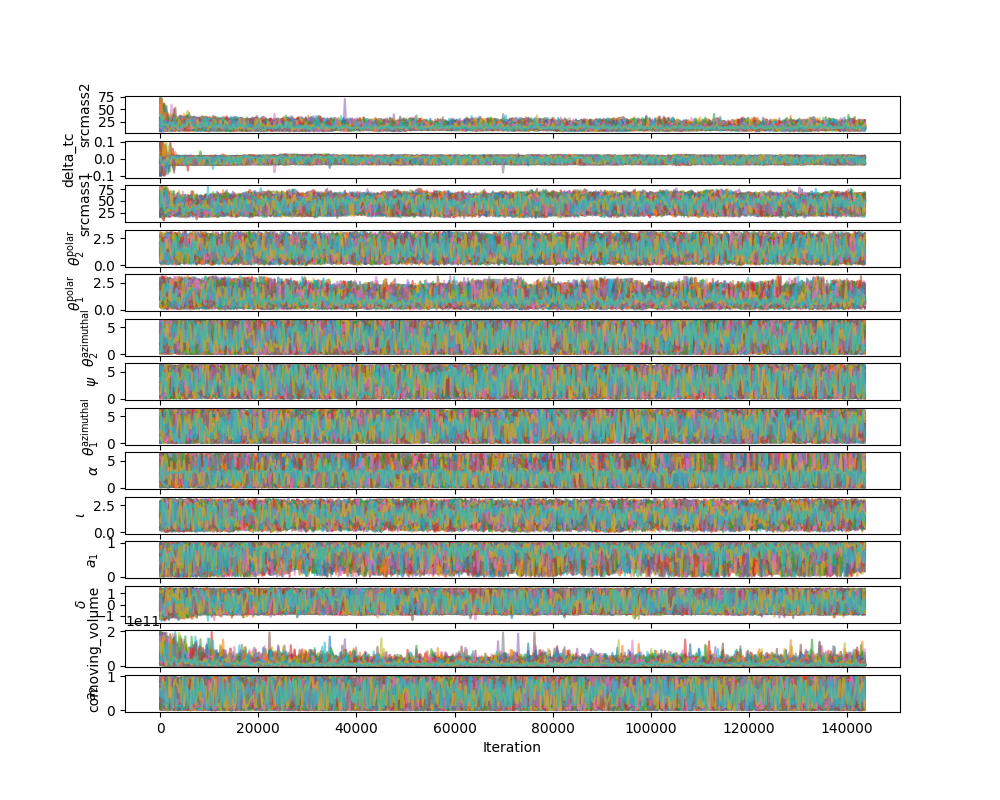 srcmass2
75
50
25
delta_tc
0.1
0.0
0.1
srcmass1
75
50
25
θ₂^polar
2.5
0.0
θ₁^polar
2.5
0.0
θ₂^azimuthal
5
0
ψ
5
0
θ₁^azimuthal
5
0
α
5
0
ι
2.5
0.0
a₁
1
0
δ
1
0
1
1e11
comoving_volume
2
0
1
0
0 20000 40000 60000 80000 100000 120000 140000
Iteration